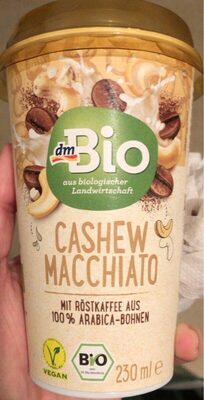 dm
Bio
aus biologischer
Landwirtschaft
CASHEW
MACCHIATO
MIT RÖSTKAFFEE AUS
100% ARABICA-BOHNEN
VEGAN
BIO
230 ml e